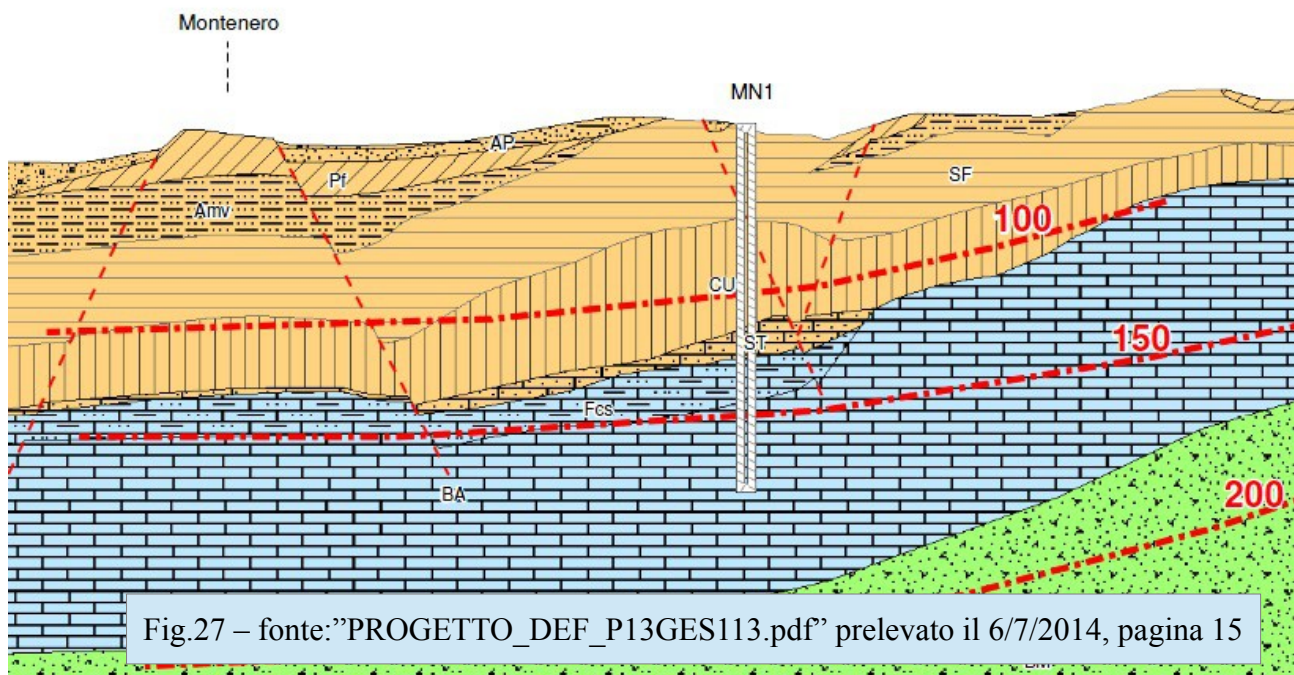 Montenero
MN1
AP
Pf
SF
Amv
100
CU
ST
150
Fcs
BA
200
Fig.27 – fonte:”PROGETTO_DEF_P13GES113.pdf” prelevato il 6/7/2014, pagina 15